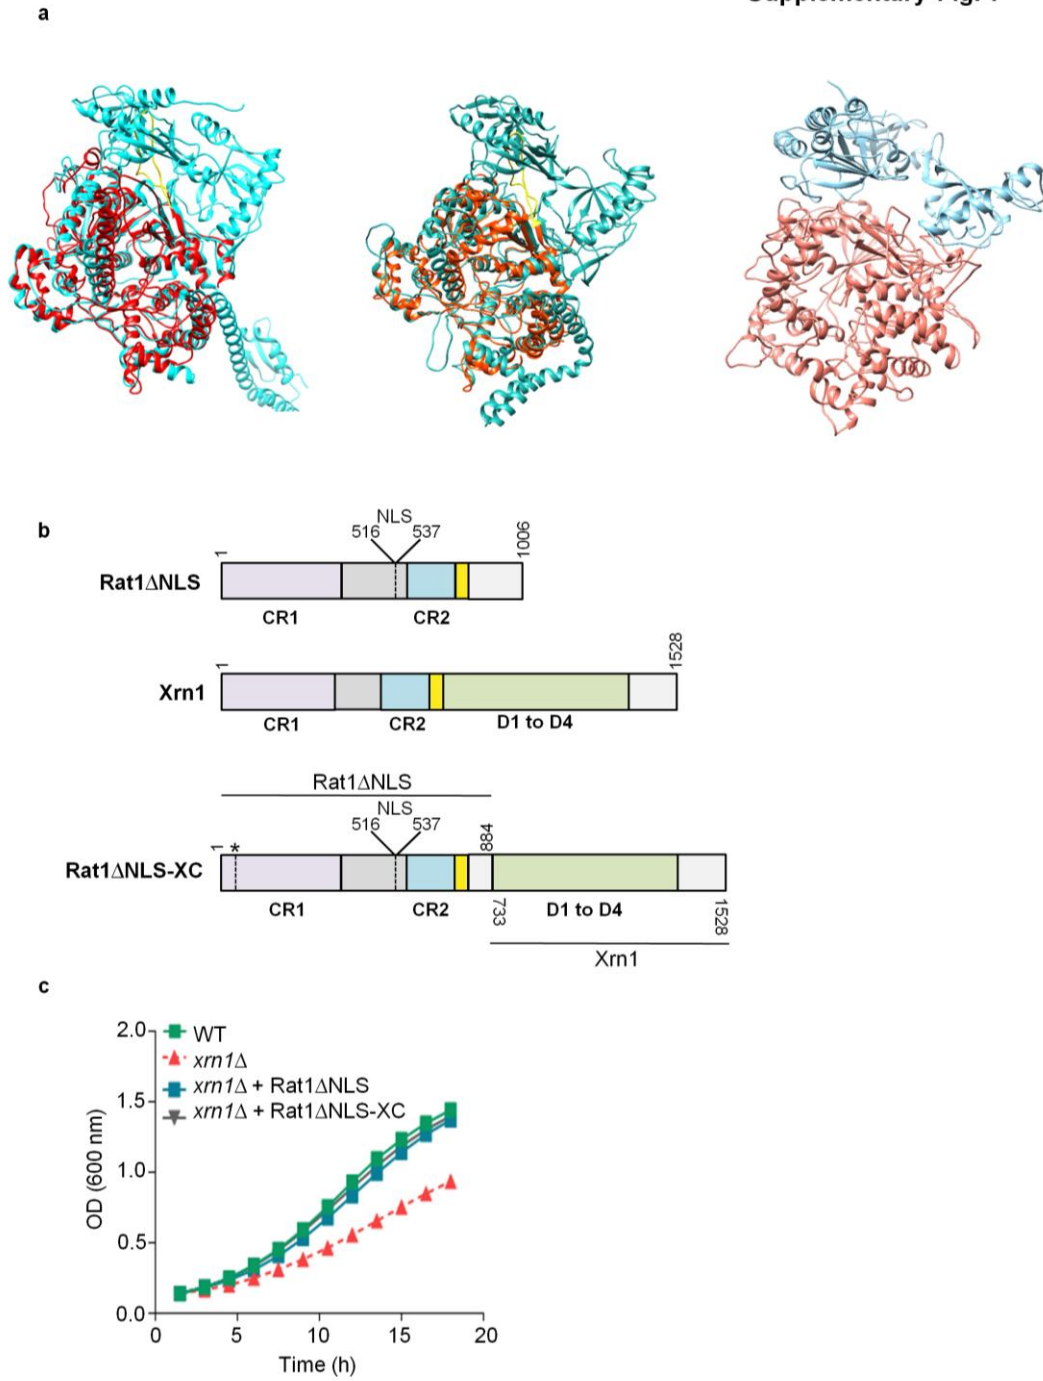 a
b
NLS
516 537
1 1006
Rat1ΔNLS
CR1 CR2
1 1528
Xrn1
CR1 CR2 D1 to D4
Rat1ΔNLS
NLS
516 537
1 * 884
Rat1ΔNLS-XC
CR1 CR2 733 D1 to D4 1528
Xrn1
c
2.0
WT
xrn1Δ
xrn1Δ + Rat1ΔNLS
1.5
xrn1Δ + Rat1ΔNLS-XC
1.0
OD (600 nm)
0.5
0.0
0 5 10 15 20
Time (h)